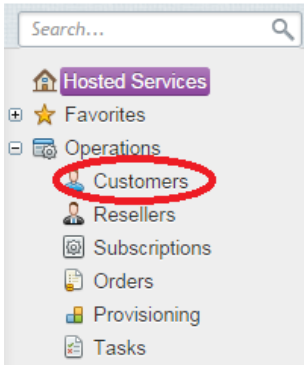 Search...
Hosted Services
Favorites
Operations
Customers
Resellers
Subscriptions
Orders
Provisioning
Tasks